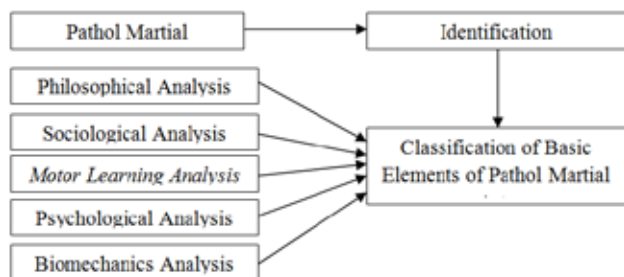 Pathol Martial
Identification
Philosophical Analysis
Sociological Analysis
Motor Learning Analysis
Psychological Analysis
Biomechanics Analysis
Classification of Basic
Elements of Pathol Martial